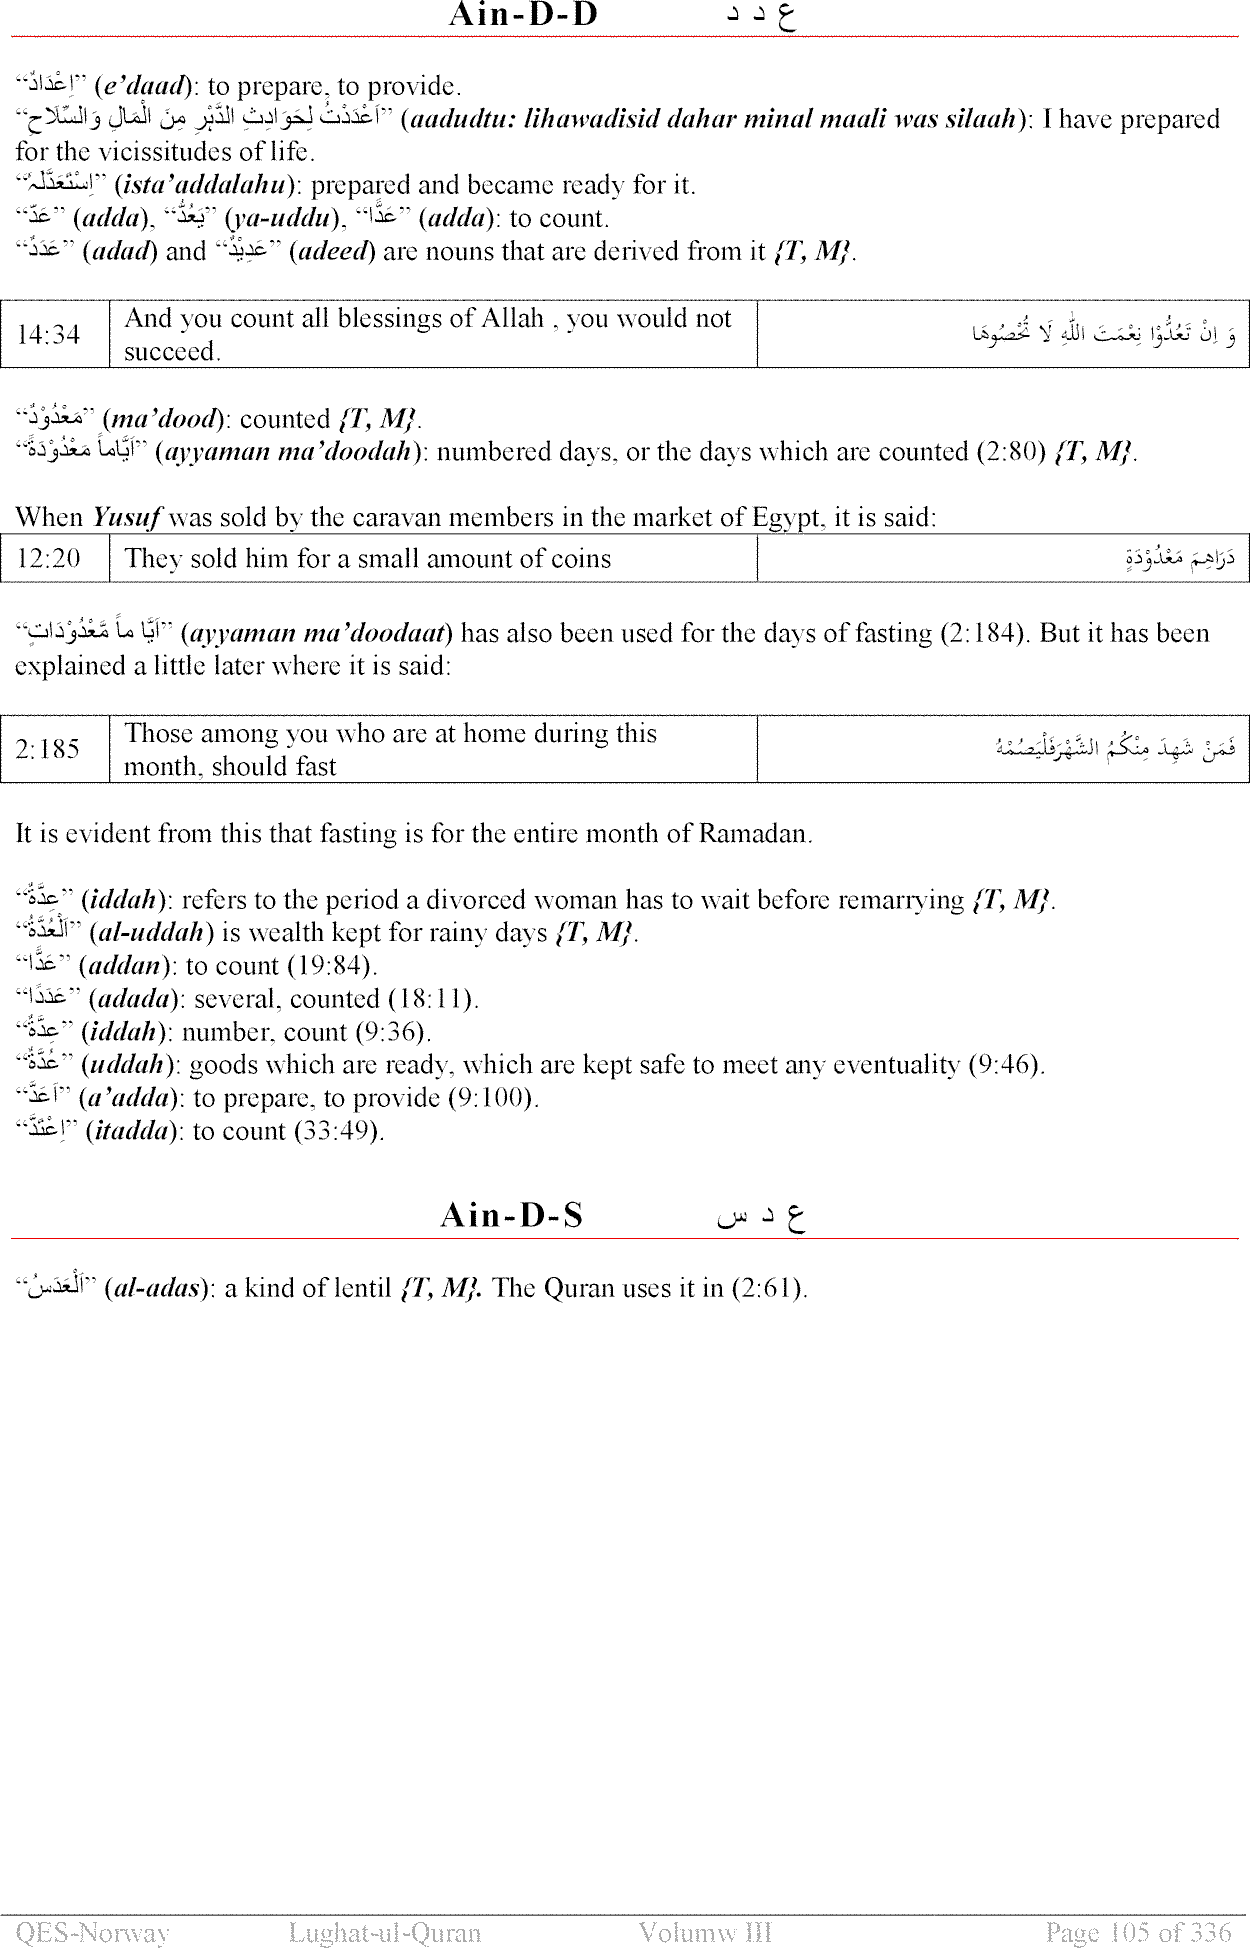 Ain-D-D ع د د
“اِعْدَادٌ” (e’daad): to prepare, to provide.
“اَعْدَدْتُ لِحَوَادِثِ الدَّہْرِ مِنَ الْمَالِ وَالسِّلَاحِ” (aadudtu: lihawadisid dahar minal maali was silaah): I have prepared
for the vicissitudes of life.
“اِسْتَعَدَّلَہٗ” (ista’addalahu): prepared and became ready for it.
“عَدَّ” (adda), “یَعُدُّ” (ya-uddu), “عَدًّا” (adda): to count.
“عَدَدٌ” (adad) and “عَدِیْدٌ” (adeed) are nouns that are derived from it {T, M}.
14:34 And you count all blessings of Allah , you would not وَ اِنْ تَعُدُّوْا نِعْمَتَ اللّٰهِ لَا تُحْصُوهَا
succeed.
“مَعْدُوْدٌ” (ma’dood): counted {T, M}.
“اَیَّاماً مَعْدُوْدَةً” (ayyaman ma’doodah): numbered days, or the days which are counted (2:80) {T, M}.
When Yusuf was sold by the caravan members in the market of Egypt, it is said:
12:20 They sold him for a small amount of coins دَرَاهِمَ مَعْدُوْدَةٍ
“اَیَّا ماً مَّعْدُوْدَاتٍ” (ayyaman ma’doodaat) has also been used for the days of fasting (2:184). But it has been
explained a little later where it is said:
2:185 Those among you who are at home during this فَمَنْ شَهِدَ مِنْكُمُ الشَّهْرَفَلْيَصُمْهُ
month, should fast
It is evident from this that fasting is for the entire month of Ramadan.
“عِدَّةٌ” (iddah): refers to the period a divorced woman has to wait before remarrying {T, M}.
“اَلْعُدَّةُ” (al-uddah) is wealth kept for rainy days {T, M}.
“عَدًّا” (addan): to count (19:84).
“عَدَدًا” (adada): several, counted (18:11).
“عِدَّةٌ” (iddah): number, count (9:36).
“عُدَّةٌ” (uddah): goods which are ready, which are kept safe to meet any eventuality (9:46).
“اَعَدَّ” (a’adda): to prepare, to provide (9:100).
“اِعْتَدَّ” (itadda): to count (33:49).
Ain-D-S ع د س
“اَلْعَدَسُ” (al-adas): a kind of lentil {T, M}. The Quran uses it in (2:61).
QES-Norway Lughat-ul-Quran Volumw III Page 105 of 336